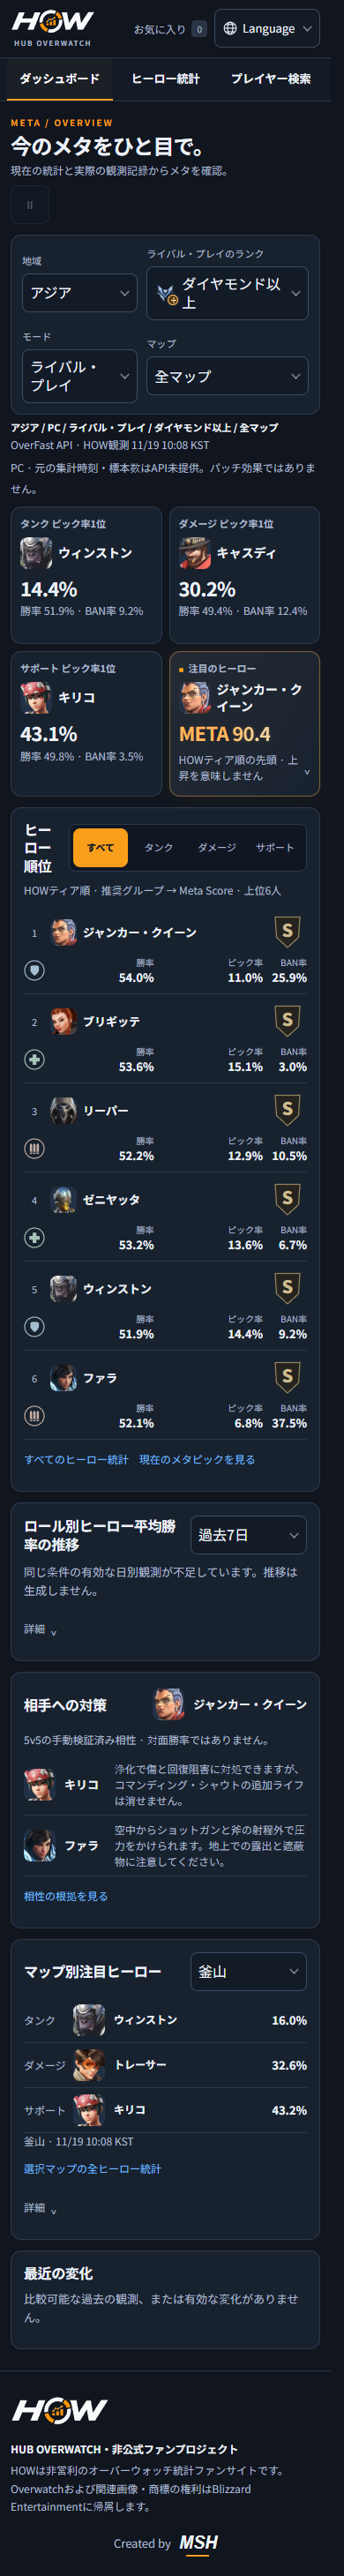 HOW
HUB OVERWATCH
お気に入り 0
Language
ダッシュボード ヒーロー統計 プレイヤー検索
META / OVERVIEW
今のメタをひと目で。
現在の統計と実際の観測記録からメタを確認。
地域
アジア
ライバル・プレイのランク
ダイヤモンド以
上
モード
ライバル・
プレイ
マップ
全マップ
アジア / PC / ライバル・プレイ / ダイヤモンド以上 / 全マップ
OverFast API · HOW観測 11/19 10:08 KST
PC · 元の集計時刻・標本数はAPI未提供。パッチ効果ではありま
せん。
タンク ピック率1位
ウィンストン
14.4%
勝率 51.9% · BAN率 9.2%
ダメージ ピック率1位
キャスディ
30.2%
勝率 49.4% · BAN率 12.4%
サポート ピック率1位
キリコ
43.1%
勝率 49.8% · BAN率 3.5%
注目のヒーロー
ジャンカー・ク
イーン
META 90.4
HOWティア順の先頭 · 上
昇を意味しません
ヒー
ロー
順位
すべて タンク ダメージ サポート
HOWティア順 · 推奨グループ → Meta Score · 上位6人
1 ジャンカー・クイーン S
勝率 ピック率 BAN率
54.0% 11.0% 25.9%
2 ブリギッテ S
勝率 ピック率 BAN率
53.6% 15.1% 3.0%
3 リーパー S
勝率 ピック率 BAN率
52.2% 12.9% 10.5%
4 ゼニヤッタ S
勝率 ピック率 BAN率
53.2% 13.6% 6.7%
5 ウィンストン S
勝率 ピック率 BAN率
51.9% 14.4% 9.2%
6 ファラ S
勝率 ピック率 BAN率
52.1% 6.8% 37.5%
すべてのヒーロー統計 現在のメタピックを見る
ロール別ヒーロー平均勝
率の推移
過去7日
同じ条件の有効な日別観測が不足しています。推移は
生成しません。
詳細
相手への対策
ジャンカー・クイーン
5v5の手動検証済み相性 · 対面勝率ではありません。
キリコ
浄化で傷と回復阻害に対処できますが、
コマンディング・シャウトの追加ライフ
は消せません。
ファラ
空中からショットガンと斧の射程外で圧
力をかけられます。地上での露出と遮蔽
物に注意してください。
相性の根拠を見る
マップ別注目ヒーロー
釜山
タンク ウィンストン 16.0%
ダメージ トレーサー 32.6%
サポート キリコ 43.2%
釜山 · 11/19 10:08 KST
選択マップの全ヒーロー統計
詳細
最近の変化
比較可能な過去の観測、または有効な変化がありませ
ん。
HOW
HUB OVERWATCH · 非公式ファンプロジェクト
HOWは非営利のオーバーウォッチ統計ファンサイトです。
Overwatchおよび関連画像・商標の権利はBlizzard
Entertainmentに帰属します。
Created by MSH